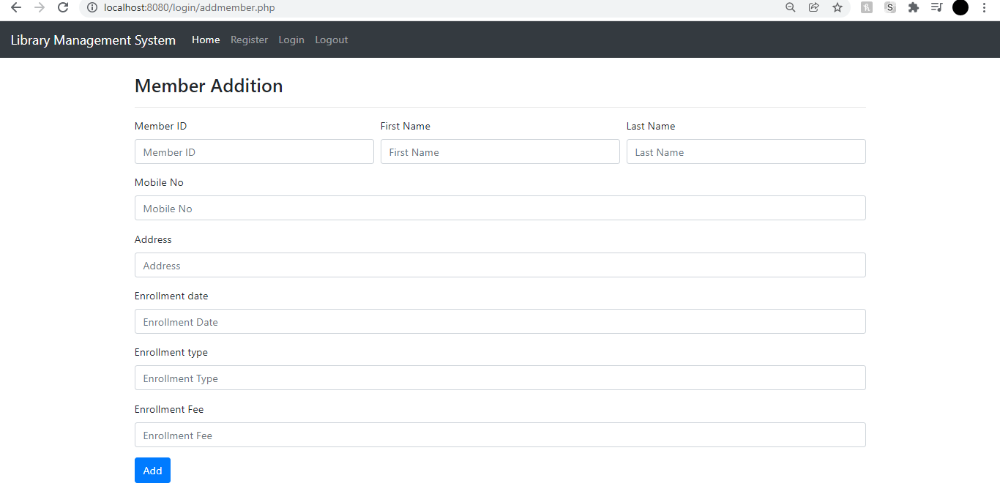 localhost:8080/login/addmember.php
Library Management System Home Register Login Logout
Member Addition
Member ID First Name Last Name
Member ID First Name Last Name
Mobile No
Mobile No
Address
Address
Enrollment date
Enrollment Date
Enrollment type
Enrollment Type
Enrollment Fee
Enrollment Fee
Add